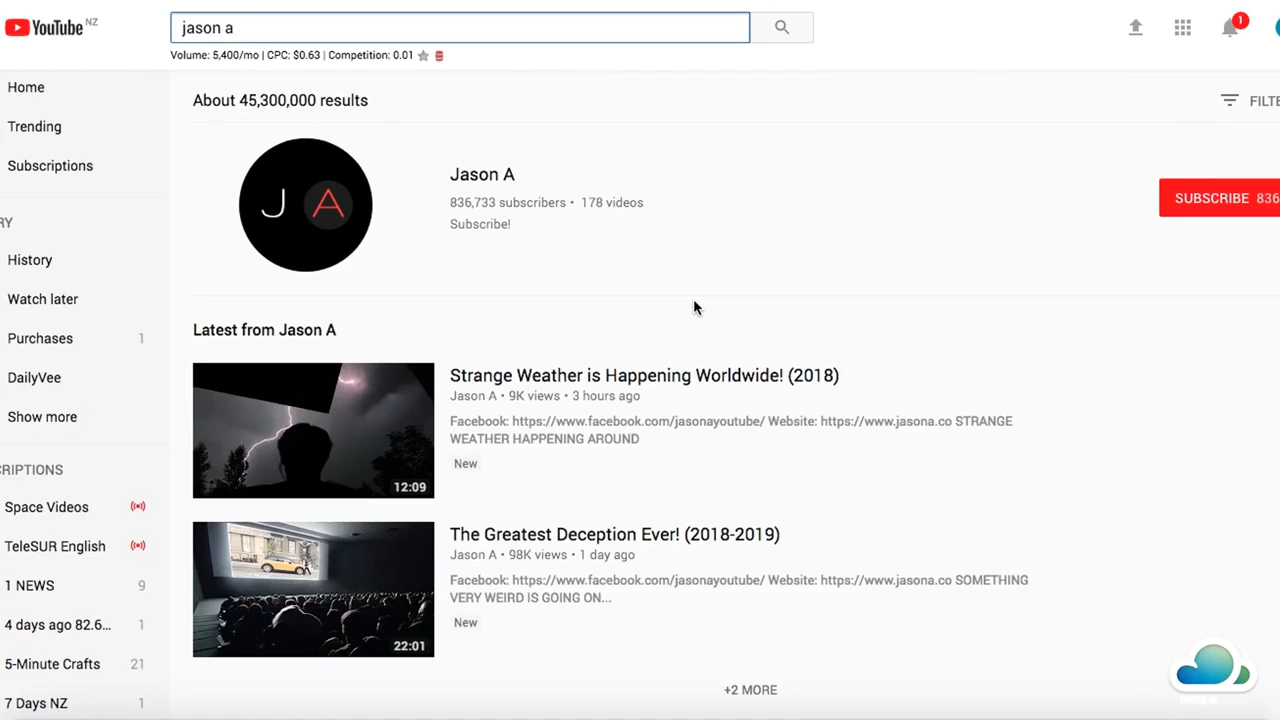 YouTube NZ
jason a
1
Volume: 5,400/mo | CPC: $0.63 | Competition: 0.01
Home
Trending
Subscriptions
RY
History
Watch later
Purchases 1
DailyVee
Show more
CRIPTIONS
Space Videos
TeleSUR English
1 NEWS 9
4 days ago 82.6... 1
5-Minute Crafts 21
7 Days NZ 1
About 45,300,000 results
FILTE
J A
Jason A
836,733 subscribers • 178 videos
Subscribe!
SUBSCRIBE 836
Latest from Jason A
12:09
Strange Weather is Happening Worldwide! (2018)
Jason A • 9K views • 3 hours ago
Facebook: https://www.facebook.com/jasonayoutube/ Website: https://www.jasona.co STRANGE
WEATHER HAPPENING AROUND
New
22:01
The Greatest Deception Ever! (2018-2019)
Jason A • 98K views • 1 day ago
Facebook: https://www.facebook.com/jasonayoutube/ Website: https://www.jasona.co SOMETHING
VERY WEIRD IS GOING ON...
New
+2 MORE